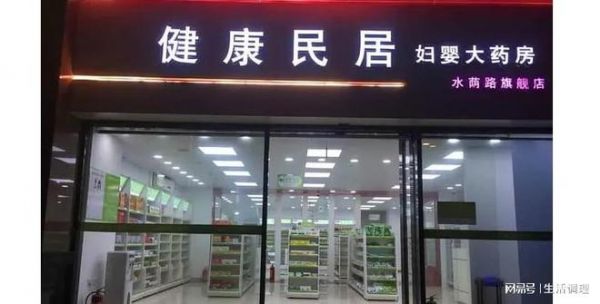 健康民居 妇婴大药房
水荫路旗舰店
网易号 | 生活调理